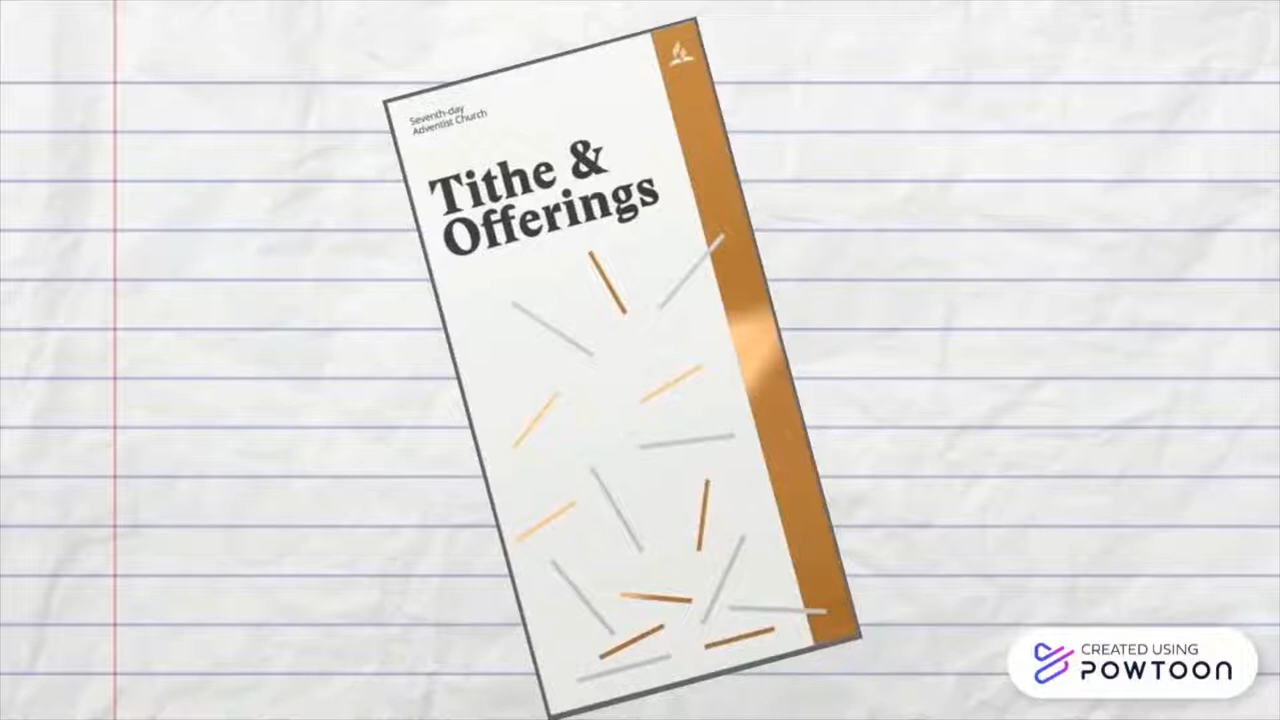 Seventh-day
Adventist Church
Tithe &
Offerings
CREATED USING
POWTOON